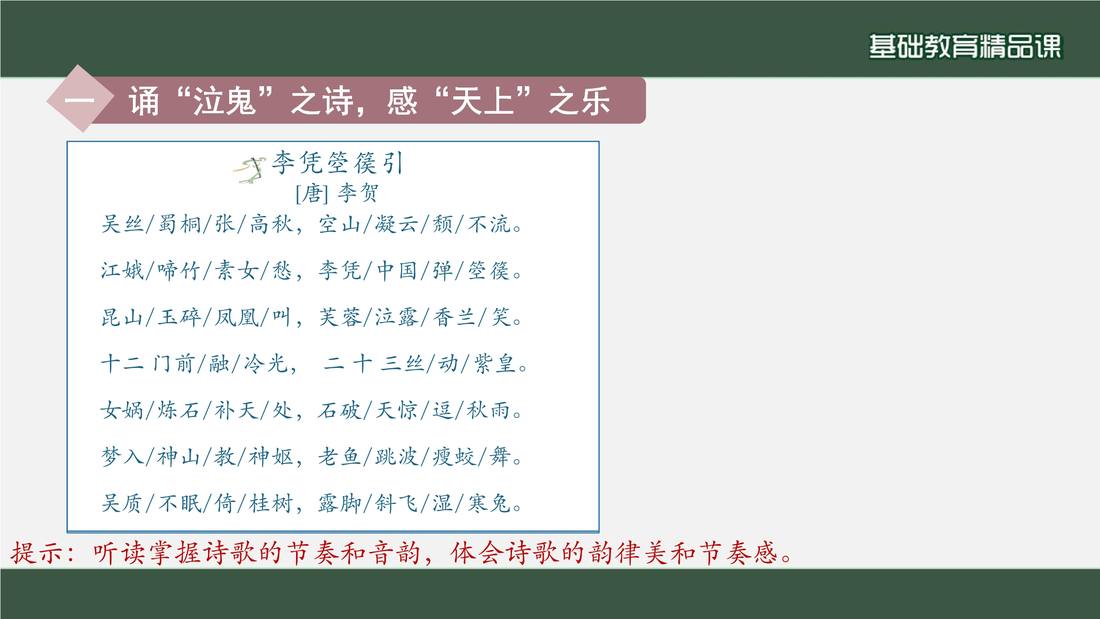 基础教育精品课
一 诵“泣鬼”之诗，感“天上”之乐
李凭箜篌引
[唐] 李贺
吴丝/蜀桐/张/高秋，空山/凝云/颓/不流。
江娥/啼竹/素女/愁，李凭/中国/弹/箜篌。
昆山/玉碎/凤凰/叫，芙蓉/泣露/香兰/笑。
十二 门前/融/冷光， 二 十 三丝/动/紫皇。
女娲/炼石/补天/处，石破/天惊/逗/秋雨。
梦入/神山/教/神妪，老鱼/跳波/瘦蛟/舞。
吴质/不眠/倚/桂树，露脚/斜飞/湿/寒兔。
提示：听读掌握诗歌的节奏和音韵，体会诗歌的韵律美和节奏感。